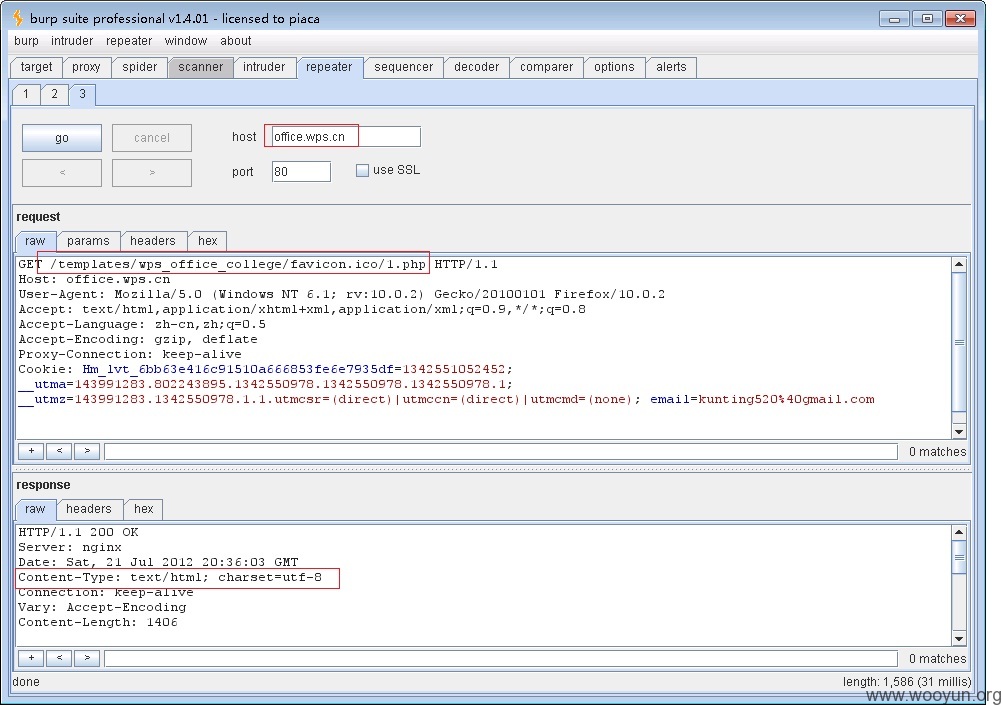 burp suite professional v1.4.01 - licensed to piaca
burp intruder repeater window about
target proxy spider scanner intruder repeater sequencer decoder comparer options alerts
1 2 3
go cancel host office.wps.cn
< > port 80 use SSL
request
raw params headers hex
GET /templates/wps_office_college/favicon.ico/1.php HTTP/1.1
Host: office.wps.cn
User-Agent: Mozilla/5.0 (Windows NT 6.1; rv:10.0.2) Gecko/20100101 Firefox/10.0.2
Accept: text/html,application/xhtml+xml,application/xml;q=0.9,*/*;q=0.8
Accept-Language: zh-cn,zh;q=0.5
Accept-Encoding: gzip, deflate
Proxy-Connection: keep-alive
Cookie: Hm_lvt_6bb63e416c91510a666853fe6e7935df=1342551052452;
__utma=143991283.802243895.1342550978.1342550978.1342550978.1;
__utmz=143991283.1342550978.1.1.utmcsr=(direct)|utmccn=(direct)|utmcmd=(none); email=kunting520%40gmail.com
+ < > 0 matches
response
raw headers hex
HTTP/1.1 200 OK
Server: nginx
Date: Sat, 21 Jul 2012 20:36:03 GMT
Content-Type: text/html; charset=utf-8
Connection: keep-alive
Vary: Accept-Encoding
Content-Length: 1406
+ < > 0 matches
done length: 1,586 (31 millis)
www.wooyun.org